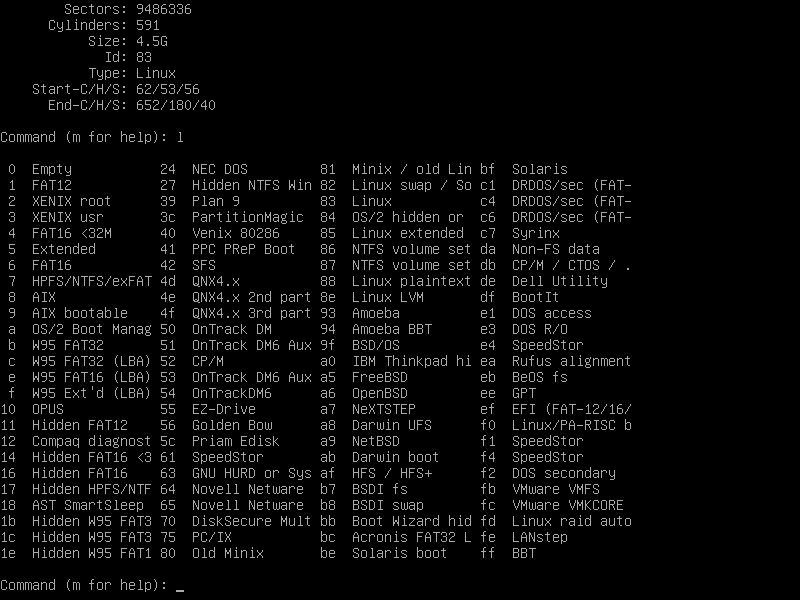 Sectors: 9486336
Cylinders: 591
Size: 4.5G
Id: 83
Type: Linux
Start-C/H/S: 62/53/56
End-C/H/S: 652/180/40
Command (m for help): l
0 Empty 24 NEC DOS 81 Minix / old Lin bf Solaris
1 FAT12 27 Hidden NTFS Win 82 Linux swap / So c1 DRDOS/sec (FAT-
2 XENIX root 39 Plan 9 83 Linux c4 DRDOS/sec (FAT-
3 XENIX usr 3c PartitionMagic 84 OS/2 hidden or c6 DRDOS/sec (FAT-
4 FAT16 <32M 40 Venix 80286 85 Linux extended c7 Syrinx
5 Extended 41 PPC PReP Boot 86 NTFS volume set da Non-FS data
6 FAT16 42 SFS 87 NTFS volume set db CP/M / CTOS / .
7 HPFS/NTFS/exFAT 4d QNX4.x 88 Linux plaintext de Dell Utility
8 AIX 4e QNX4.x 2nd part 8e Linux LVM df BootIt
9 AIX bootable 4f QNX4.x 3rd part 93 Amoeba e1 DOS access
a OS/2 Boot Manag 50 OnTrack DM 94 Amoeba BBT e3 DOS R/O
b W95 FAT32 51 OnTrack DM6 Aux 9f BSD/OS e4 SpeedStor
c W95 FAT32 (LBA) 52 CP/M a0 IBM Thinkpad hi ea Rufus alignment
e W95 FAT16 (LBA) 53 OnTrack DM6 Aux a5 FreeBSD eb BeOS fs
f W95 Ext'd (LBA) 54 OnTrackDM6 a6 OpenBSD ee GPT
10 OPUS 55 EZ-Drive a7 NeXTSTEP ef EFI (FAT-12/16/
11 Hidden FAT12 56 Golden Bow a8 Darwin UFS f0 Linux/PA-RISC b
12 Compaq diagnost 5c Priam Edisk a9 NetBSD f1 SpeedStor
14 Hidden FAT16 <3 61 SpeedStor ab Darwin boot f4 SpeedStor
16 Hidden FAT16 63 GNU HURD or Sys af HFS / HFS+ f2 DOS secondary
17 Hidden HPFS/NTF 64 Novell Netware b7 BSDI fs fb VMware VMFS
18 AST SmartSleep 65 Novell Netware b8 BSDI swap fc VMware VMKCORE
1b Hidden W95 FAT3 70 DiskSecure Mult bb Boot Wizard hid fd Linux raid auto
1c Hidden W95 FAT3 75 PC/IX bc Acronis FAT32 L fe LANstep
1e Hidden W95 FAT1 80 Old Minix be Solaris boot ff BBT
Command (m for help): _